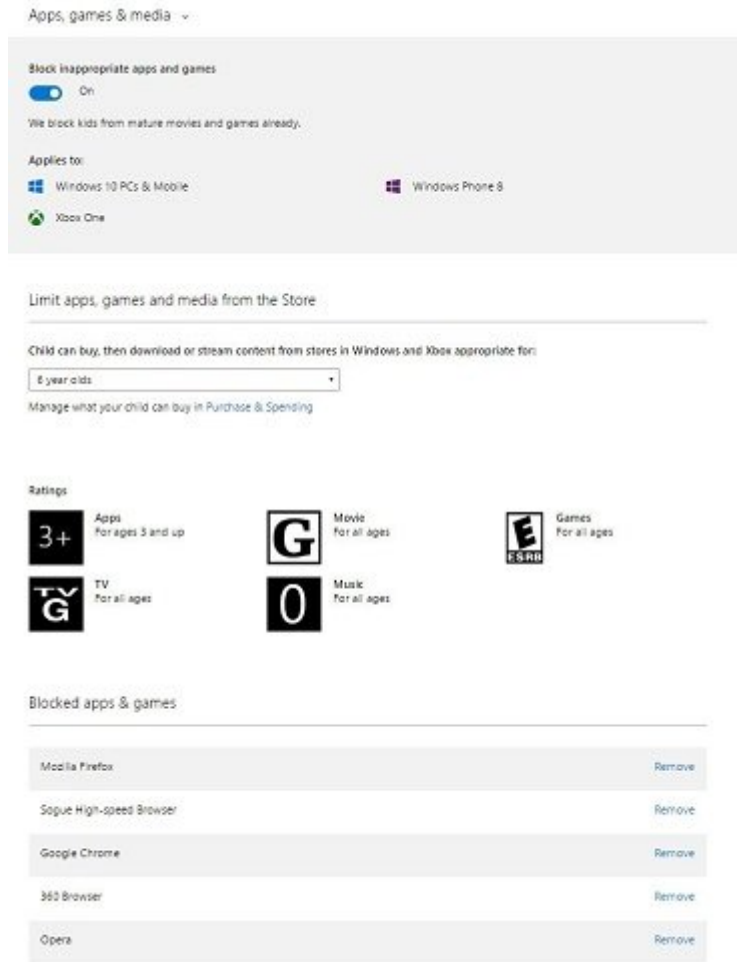 Apps, games & media
Block inappropriate apps and games
On
We block kids from mature movies and games already.
Applies to:
Windows 10 PCs & Mobile
Windows Phone 8
Xbox One
Limit apps, games and media from the Store
Child can buy, then download or stream content from stores in Windows and Xbox appropriate for:
6 year olds
Manage what your child can buy in Purchase & Spending
Ratings
3+
Apps
For ages 3 and up
G
Movie
For all ages
E
ESRB
Games
For all ages
TV
G
TV
For all ages
0
Music
For all ages
Blocked apps & games
Mozilla Firefox
Remove
Sogue High-speed Browser
Remove
Google Chrome
Remove
360 Browser
Remove
Opera
Remove